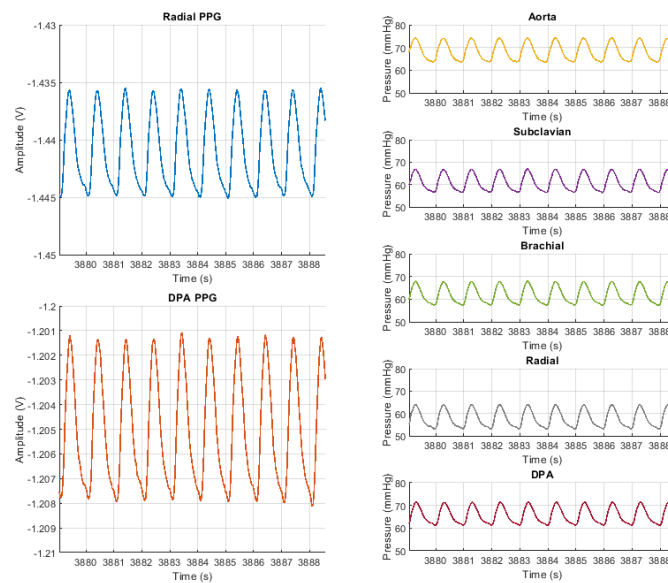 Radial PPG
-1.43
-1.435
-1.44
-1.445
-1.45
Amplitude (V)
3880 3881 3882 3883 3884 3885 3886 3887 3888
Time (s)
DPA PPG
-1.2
-1.201
-1.202
-1.203
-1.204
-1.205
-1.206
-1.207
-1.208
-1.209
-1.21
Amplitude (V)
3880 3881 3882 3883 3884 3885 3886 3887 3888
Time (s)
Aorta
80
70
60
50
Pressure (mmHg)
3880 3881 3882 3883 3884 3885 3886 3887 388
Time (s)
Subclavian
80
70
60
50
Pressure (mmHg)
3880 3881 3882 3883 3884 3885 3886 3887 388
Time (s)
Brachial
80
70
60
50
Pressure (mmHg)
3880 3881 3882 3883 3884 3885 3886 3887 388
Time (s)
Radial
80
70
60
50
Pressure (mmHg)
3880 3881 3882 3883 3884 3885 3886 3887 388
Time (s)
DPA
80
70
60
50
Pressure (mmHg)
3880 3881 3882 3883 3884 3885 3886 3887 388
Time (s)